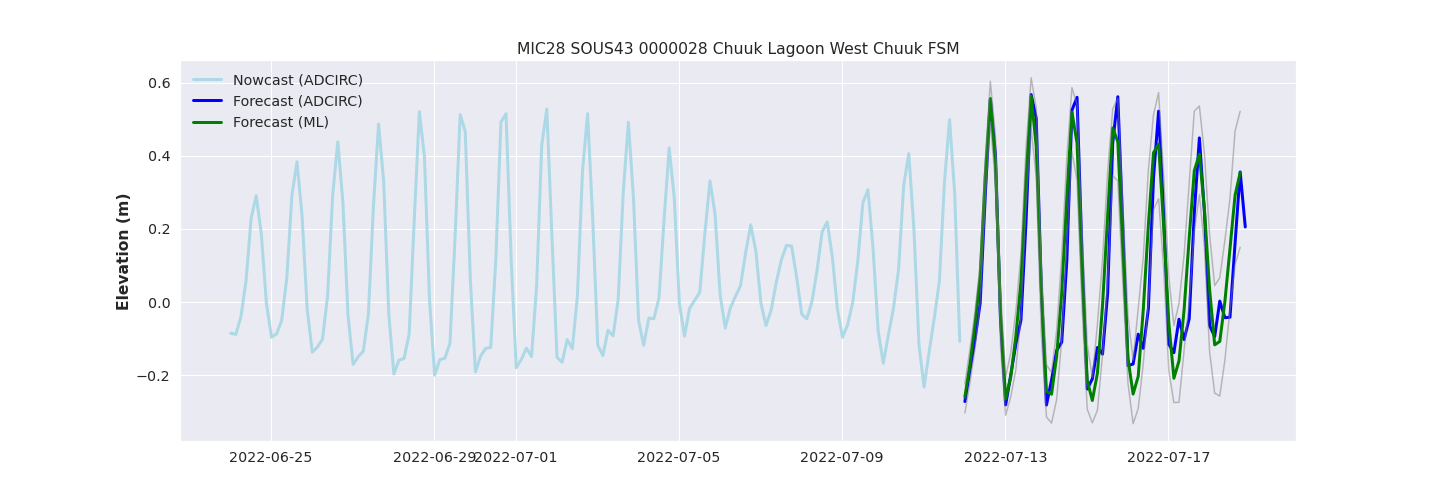 MIC28 SOUS43 0000028 Chuuk Lagoon West Chuuk FSM
Nowcast (ADCIRC)
Forecast (ADCIRC)
Forecast (ML)
Elevation (m)
0.6
0.4
0.2
0.0
−0.2
2022-06-25
2022-06-29
2022-07-01
2022-07-05
2022-07-09
2022-07-13
2022-07-17